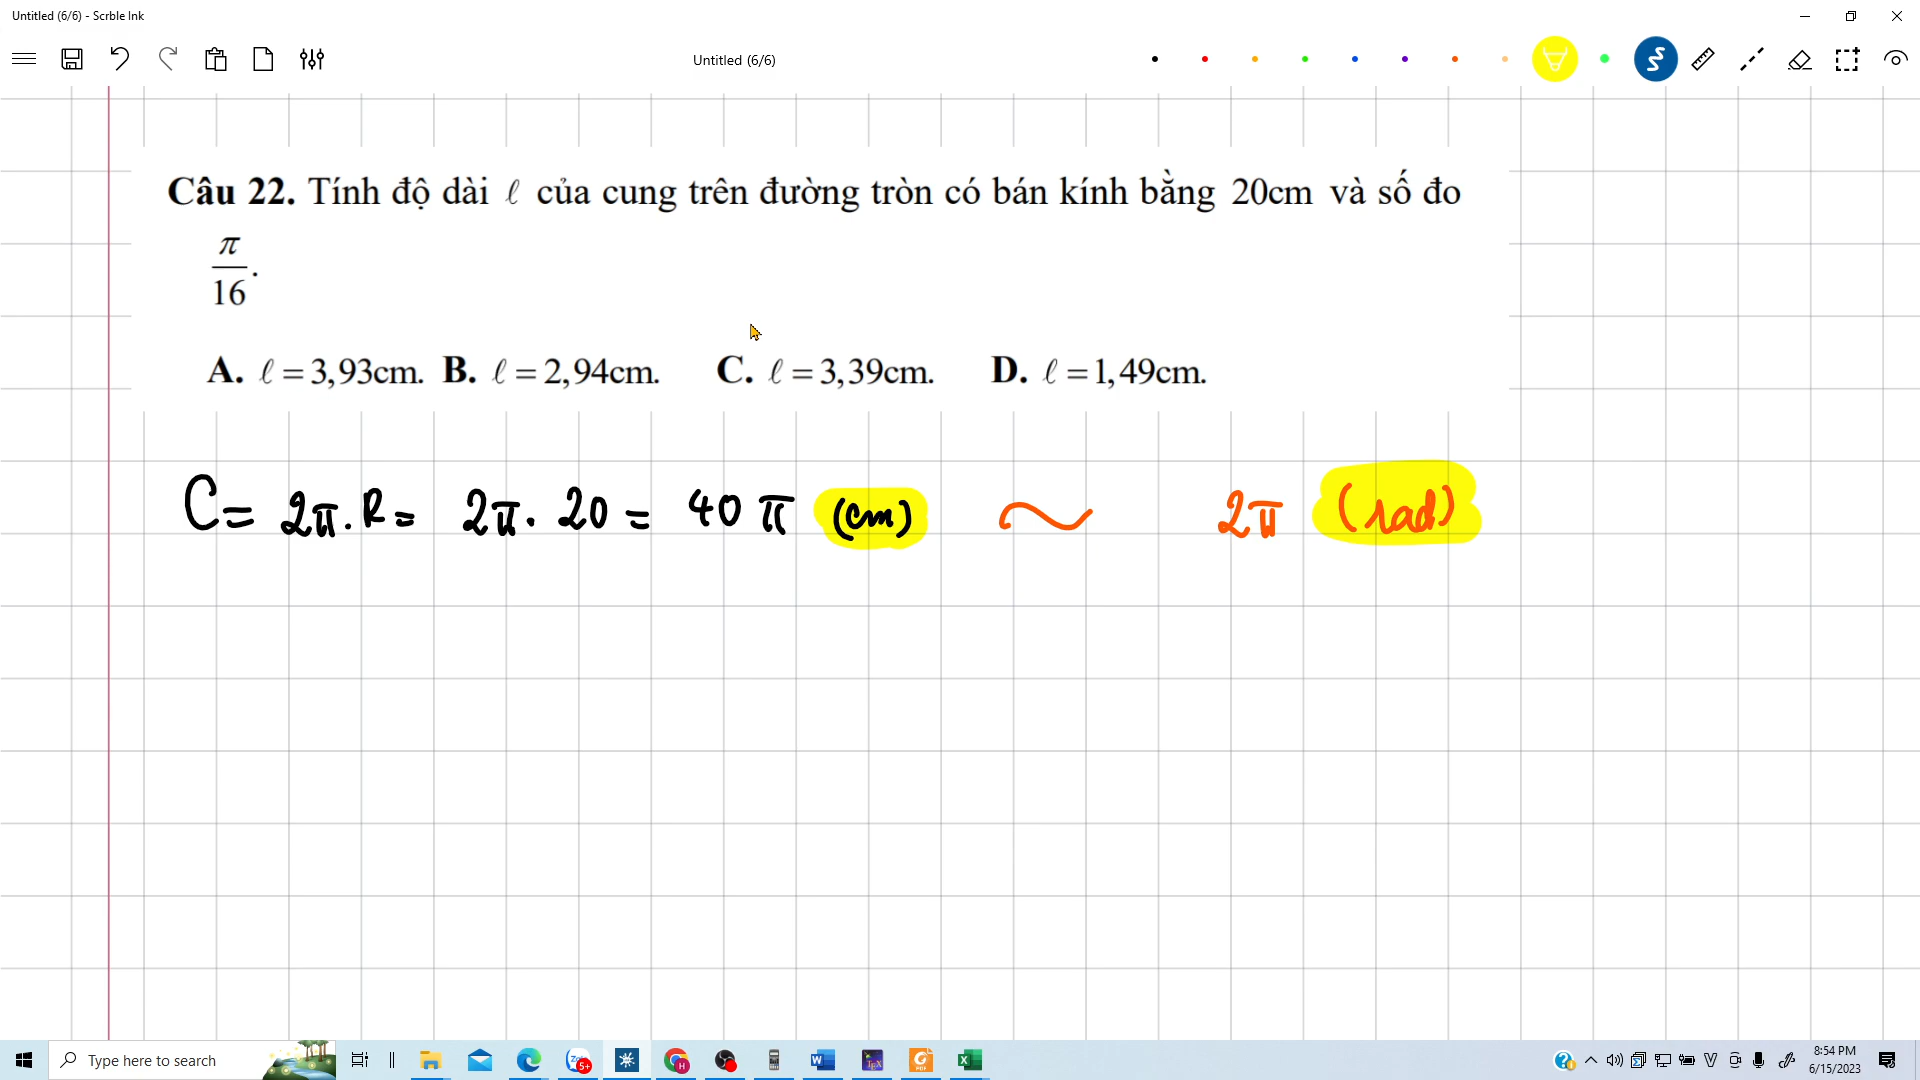 Untitled (6/6) - Scrble Ink
Untitled (6/6)
Câu 22. Tính độ dài ℓ của cung trên đường tròn có bán kính bằng 20cm và số đo
π/16.
A. ℓ = 3,93cm. B. ℓ = 2,94cm. C. ℓ = 3,39cm. D. ℓ = 1,49cm.
C = 2π.R = 2π. 20 = 40 π (cm) ~ 2π (rad)
Type here to search
8:54 PM
6/15/2023